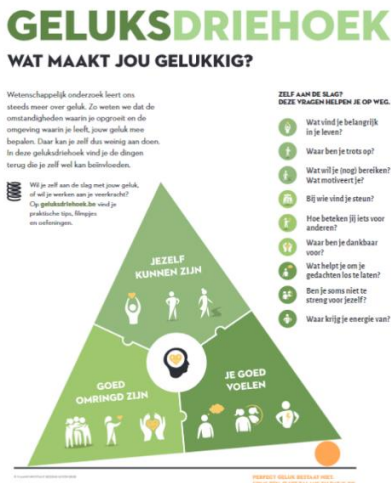 GELUKSDRIEHOEK
WAT MAAKT JOU GELUKKIG?
Wetenschappelijk onderzoek leert ons
steeds meer over geluk. Zo weten we dat de
omstandigheden waarin je opgroeit en de
omgeving waarin je leeft, jouw geluk mee
bepalen. Daar kan je zelf dus weinig aan doen.
In deze geluksdriehoek vind je de dingen
terug die je zelf wel kan beïnvloeden.
Wil je zelf aan de slag met jouw geluk,
of wil je werken aan je veerkracht?
Op geluksdriehoek.be vind je
praktische tips, filmpjes
en oefeningen.
ZELF AAN DE SLAG?
DEZE VRAGEN HELPEN JE OP WEG.
Wat vind je belangrijk
in je leven?
Waar ben je trots op?
Wat wil je (nog) bereiken?
Wat motiveert je?
Bij wie vind je steun?
Hoe beteken jij iets voor
anderen?
Waar ben je dankbaar
voor?
Wat helpt je om je
gedachten los te laten?
Ben je soms niet te
streng voor jezelf?
Waar krijg je energie van?
JEZELF
KUNNEN ZIJN
GOED
OMRINGD ZIJN
JE GOED
VOELEN
PERFECT GELUK BESTAAT NIET.